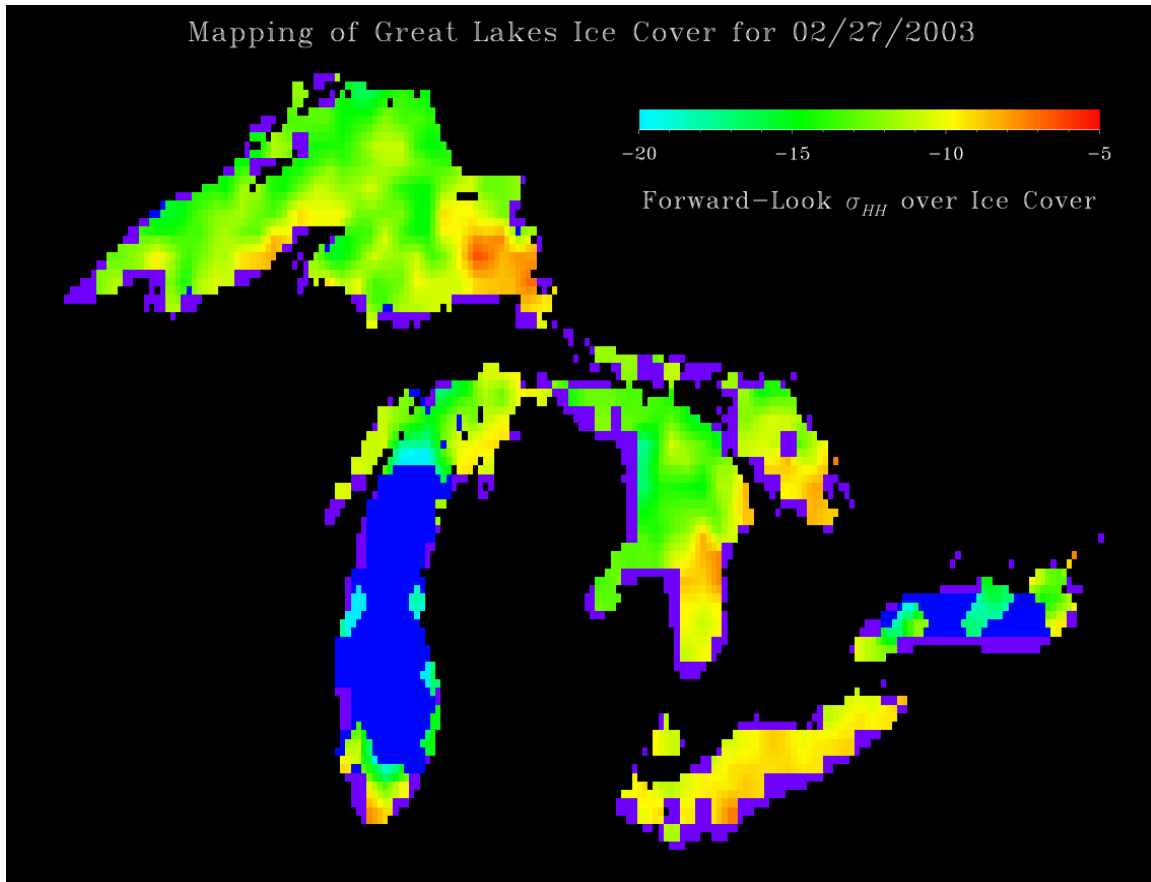 Mapping of Great Lakes Ice Cover for 02/27/2003
-20 -15 -10 -5
Forward-Look σHH over Ice Cover